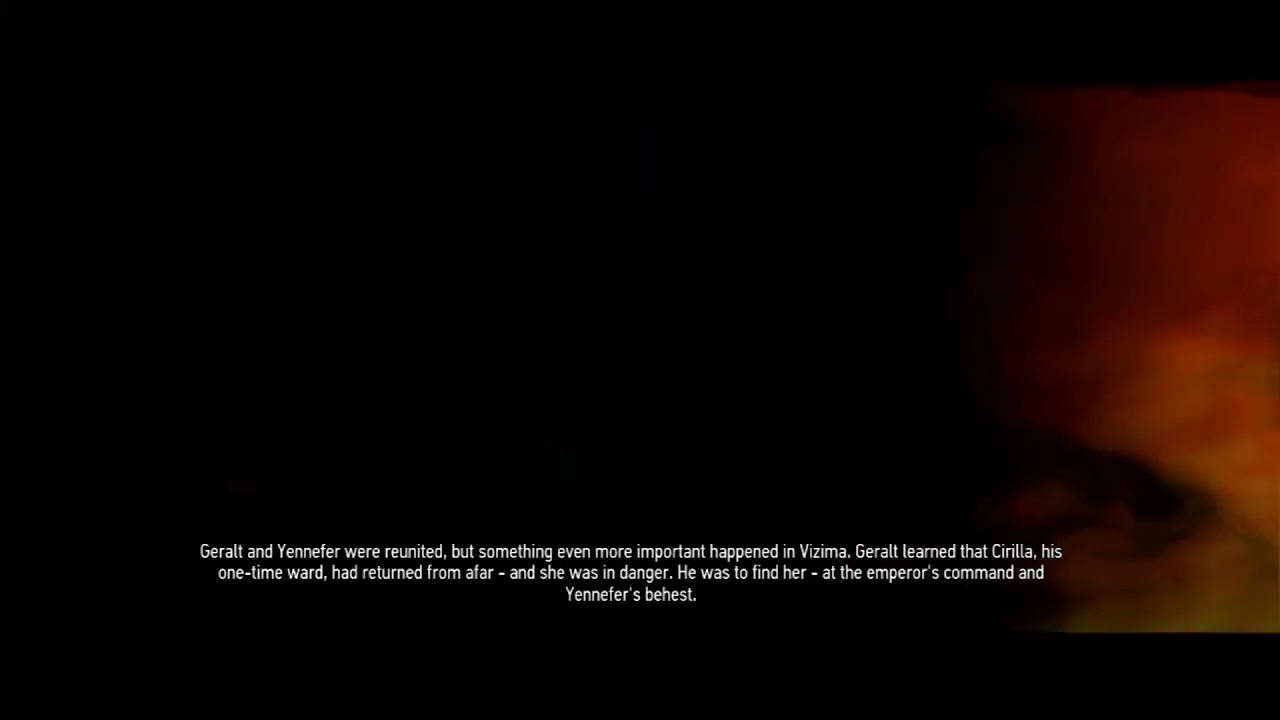 Geralt and Yennefer were reunited, but something even more important happened in Vizima. Geralt learned that Cirilla, his
one-time ward, had returned from afar - and she was in danger. He was to find her - at the emperor's command and
Yennefer's behest.